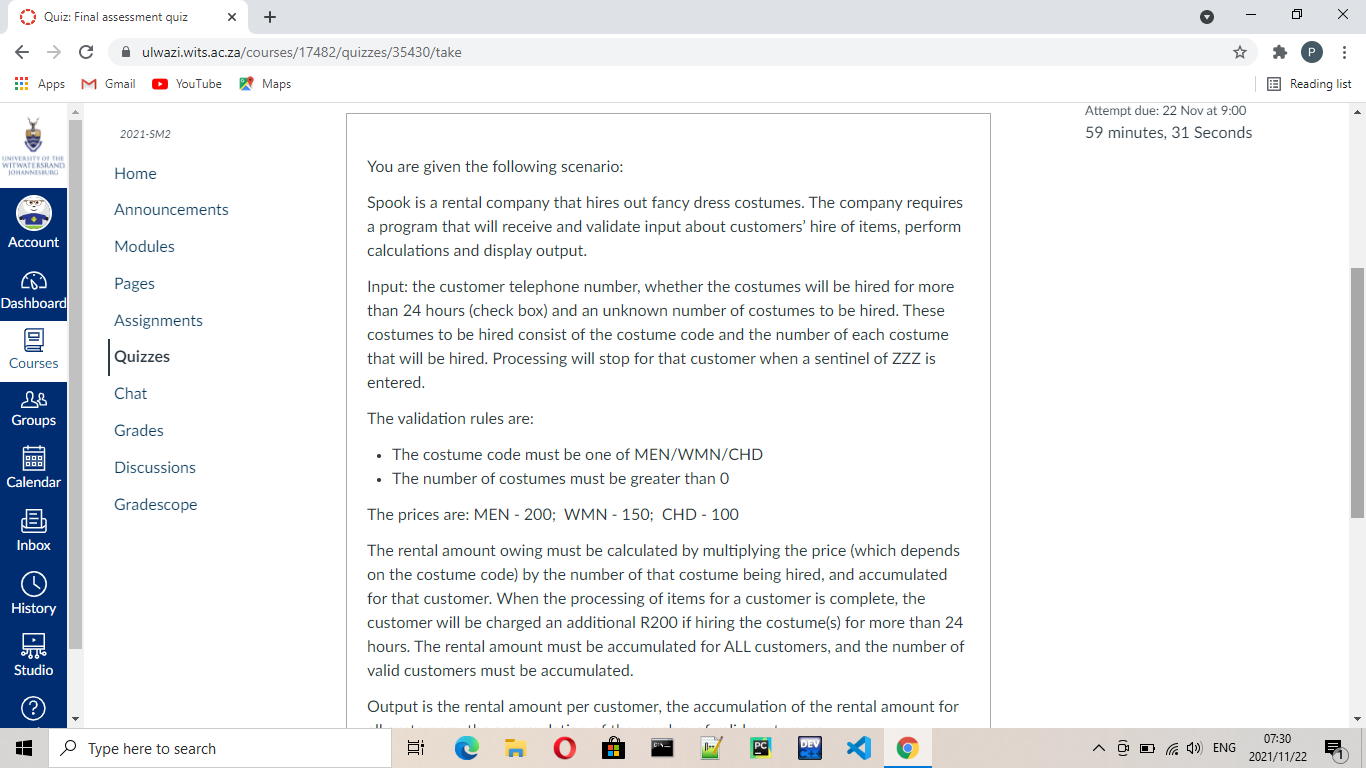 Quiz: Final assessment quiz
ulwazi.wits.ac.za/courses/17482/quizzes/35430/take
P
Apps
Gmail
YouTube
Maps
Reading list
UNIVERSITY OF THE
WITWATERSRAND
JOHANNESBURG
Account
Dashboard
Courses
Groups
Calendar
Inbox
History
Studio
2021-SM2
Home
Announcements
Modules
Pages
Assignments
Quizzes
Chat
Grades
Discussions
Gradescope
You are given the following scenario:
Spook is a rental company that hires out fancy dress costumes. The company requires
a program that will receive and validate input about customers’ hire of items, perform
calculations and display output.
Input: the customer telephone number, whether the costumes will be hired for more
than 24 hours (check box) and an unknown number of costumes to be hired. These
costumes to be hired consist of the costume code and the number of each costume
that will be hired. Processing will stop for that customer when a sentinel of ZZZ is
entered.
The validation rules are:
• The costume code must be one of MEN/WMN/CHD
• The number of costumes must be greater than 0
The prices are: MEN - 200; WMN - 150; CHD - 100
The rental amount owing must be calculated by multiplying the price (which depends
on the costume code) by the number of that costume being hired, and accumulated
for that customer. When the processing of items for a customer is complete, the
customer will be charged an additional R200 if hiring the costume(s) for more than 24
hours. The rental amount must be accumulated for ALL customers, and the number of
valid customers must be accumulated.
Output is the rental amount per customer, the accumulation of the rental amount for
Attempt due: 22 Nov at 9:00
59 minutes, 31 Seconds
Type here to search
PC
DEV
ENG
07:30
2021/11/22
1